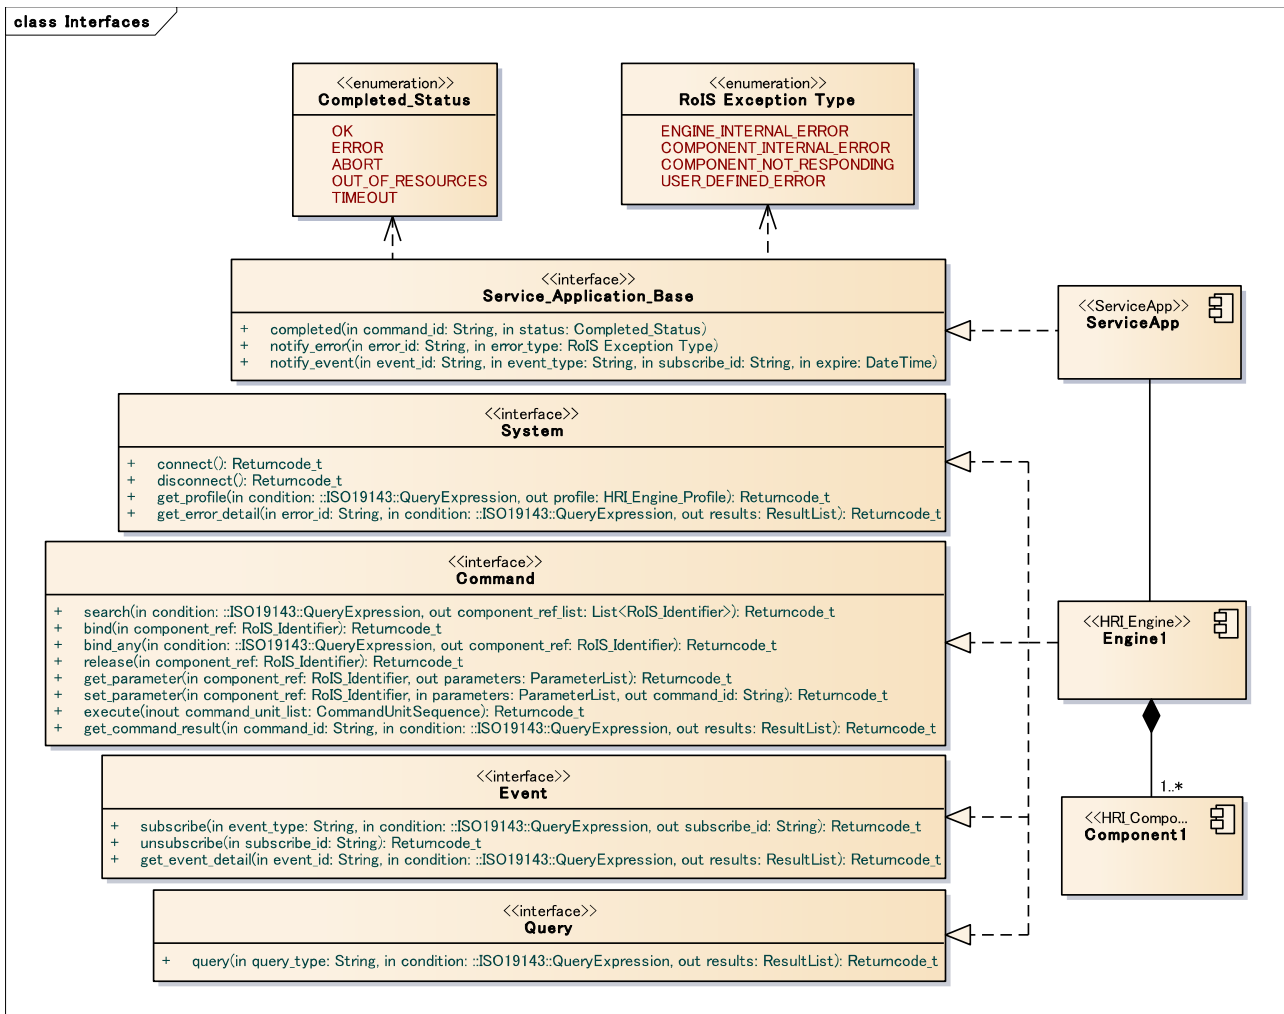 class Interfaces
<<enumeration>>
Completed_Status
OK
ERROR
ABORT
OUT_OF_RESOURCES
TIMEOUT
<<enumeration>>
RoIS Exception Type
ENGINE_INTERNAL_ERROR
COMPONENT_INTERNAL_ERROR
COMPONENT_NOT_RESPONDING
USER_DEFINED_ERROR
<<interface>>
Service_Application_Base
+ completed(in command_id: String, in status: Completed_Status)
+ notify_error(in error_id: String, in error_type: RoIS Exception Type)
+ notify_event(in event_id: String, in event_type: String, in subscribe_id: String, in expire: DateTime)
<<ServiceApp>>
ServiceApp
<<interface>>
System
+ connect(): Returncode_t
+ disconnect(): Returncode_t
+ get_profile(in condition: ::ISO19143::QueryExpression, out profile: HRI_Engine_Profile): Returncode_t
+ get_error_detail(in error_id: String, in condition: ::ISO19143::QueryExpression, out results: ResultList): Returncode_t
<<interface>>
Command
+ search(in condition: ::ISO19143::QueryExpression, out component_ref_list: List<RoIS_Identifier>): Returncode_t
+ bind(in component_ref: RoIS_Identifier): Returncode_t
+ bind_any(in condition: ::ISO19143::QueryExpression, out component_ref: RoIS_Identifier): Returncode_t
+ release(in component_ref: RoIS_Identifier): Returncode_t
+ get_parameter(in component_ref: RoIS_Identifier, out parameters: ParameterList): Returncode_t
+ set_parameter(in component_ref: RoIS_Identifier, in parameters: ParameterList, out command_id: String): Returncode_t
+ execute(inout command_unit_list: CommandUnitSequence): Returncode_t
+ get_command_result(in command_id: String, in condition: ::ISO19143::QueryExpression, out results: ResultList): Returncode_t
<<HRI_Engine>>
Engine1
<<interface>>
Event
+ subscribe(in event_type: String, in condition: ::ISO19143::QueryExpression, out subscribe_id: String): Returncode_t
+ unsubscribe(in subscribe_id: String): Returncode_t
+ get_event_detail(in event_id: String, in condition: ::ISO19143::QueryExpression, out results: ResultList): Returncode_t
1..*
<<HRI_Compo...
Component1
<<interface>>
Query
+ query(in query_type: String, in condition: ::ISO19143::QueryExpression, out results: ResultList): Returncode_t